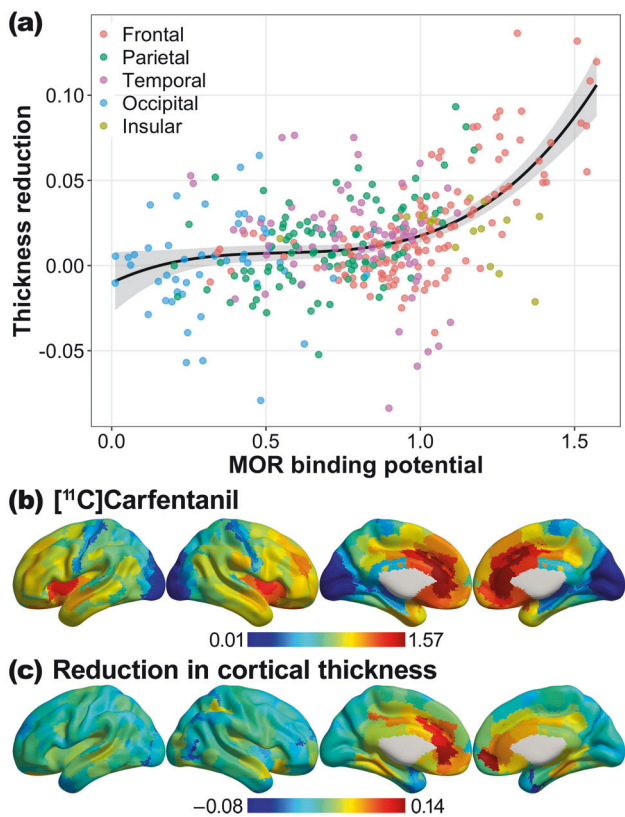 (a)
Frontal
Parietal
Temporal
Occipital
Insular
Thickness reduction
0.10
0.05
0.00
-0.05
0.0 0.5 1.0 1.5
MOR binding potential
(b) [¹¹C]Carfentanil
0.01 1.57
(c) Reduction in cortical thickness
−0.08 0.14